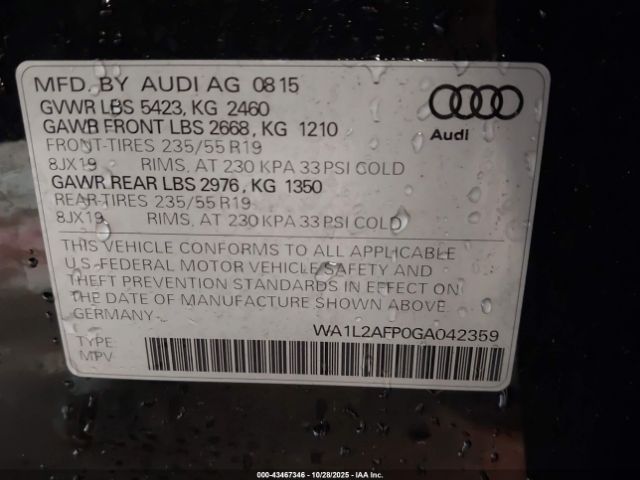 MFD. BY AUDI AG 08 15
GVWR LBS 5423, KG 2460
GAWR FRONT LBS 2668, KG 1210
FRONT-TIRES 235/55 R19
8JX19 RIMS, AT 230 KPA 33 PSI COLD
GAWR REAR LBS 2976, KG 1350
REAR-TIRES 235/55 R19
8JX19 RIMS, AT 230 KPA 33 PSI COLD
Audi
THIS VEHICLE CONFORMS TO ALL APPLICABLE
U.S. FEDERAL MOTOR VEHICLE SAFETY AND
THEFT PREVENTION STANDARDS IN EFFECT ON
THE DATE OF MANUFACTURE SHOWN ABOVE.
GERMANY
WA1L2AFP0GA042359
TYPE:
MPV
000-43467346 | 10/28/2025 - IAA Inc.